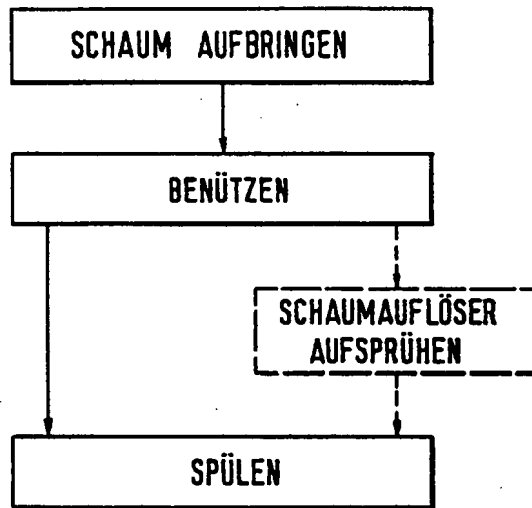 SCHAUM AUFBRINGEN
BENÜTZEN
SCHAUMAUFLÖSER
AUFSPRÜHEN
SPÜLEN